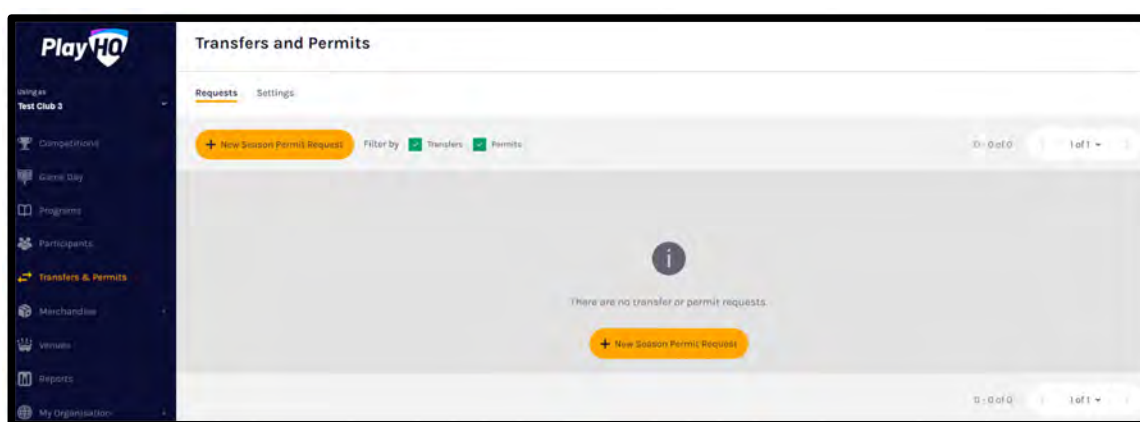 PlayHQ
Transfers and Permits
Using as
Test Club 3
Requests Settings
Competitions
+ New Season Permit Request Filter by Transfers Permits 0 - 0 of 0 1 of 1
Game Day
Programs
Participants
Transfers & Permits
There are no transfer or permit requests.
Merchandise
Venues
+ New Season Permit Request
Reports
My Organisation
0 - 0 of 0 1 of 1